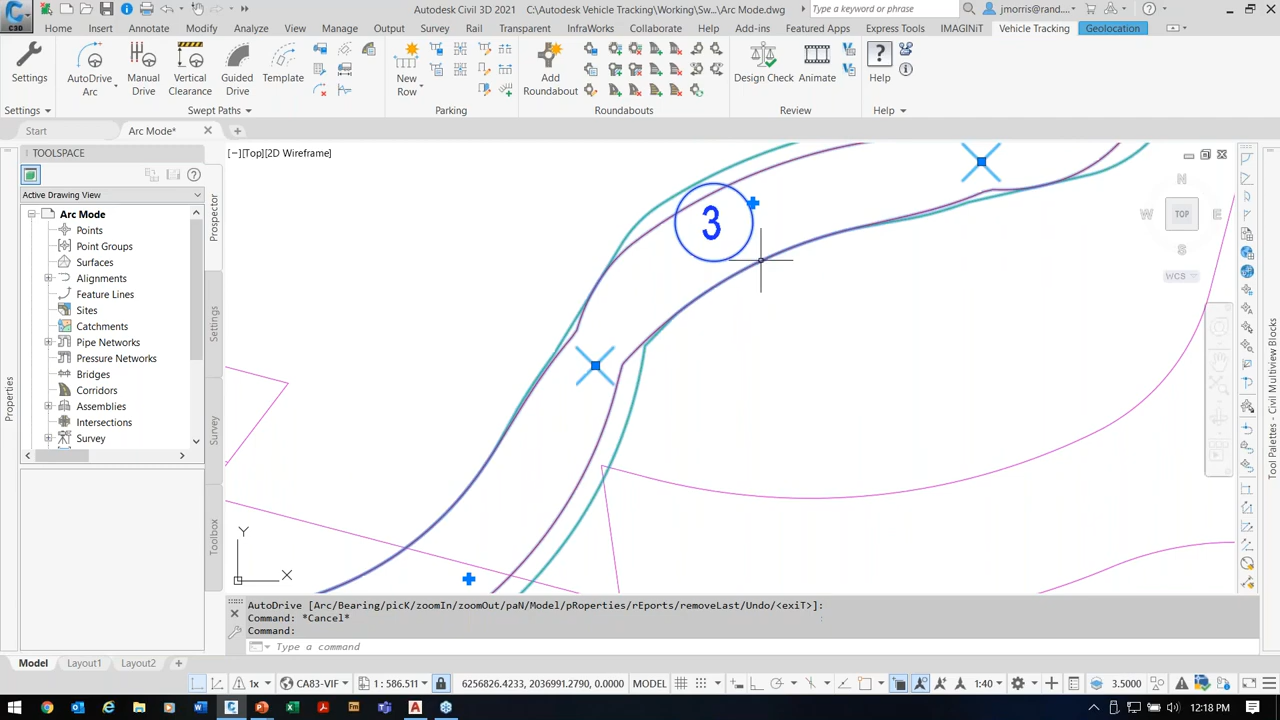 C3D
Autodesk Civil 3D 2021
C:\Autodesk Vehicle Tracking\Working\Sw...\Arc Mode.dwg
Type a keyword or phrase
jmorris@rand...
Home
Insert
Annotate
Modify
Analyze
View
Manage
Output
Survey
Rail
Transparent
InfraWorks
Collaborate
Help
Add-ins
Featured Apps
Express Tools
IMAGINiT
Vehicle Tracking
Geolocation
Settings
AutoDrive
Arc
Manual
Drive
Vertical
Clearance
Guided
Drive
Template
New
Row
Add
Roundabout
Design Check
Animate
Help
Settings
Swept Paths
Parking
Roundabouts
Review
Help
Start
Arc Mode*
TOOLSPACE
[−][Top][2D Wireframe]
Active Drawing View
Arc Mode
Points
Point Groups
Surfaces
Alignments
Feature Lines
Sites
Catchments
Pipe Networks
Pressure Networks
Bridges
Corridors
Assemblies
Intersections
Survey
Prospector
Settings
Survey
Toolbox
Properties
3
N
W
TOP
E
S
WCS
Tool Palettes - Civil Multiview Blocks
Y
X
AutoDrive [Arc/Bearing/picK/zoomIn/zoomOut/paN/Model/pRoperties/rEports/removeLast/Undo/<exiT>]:
Command: *Cancel*
Command:
Type a command
Model
Layout1
Layout2
1x
CA83-VIF
1 : 586.511
6256826.4233, 2036991.2790, 0.0000
MODEL
1:40
3.5000
12:18 PM